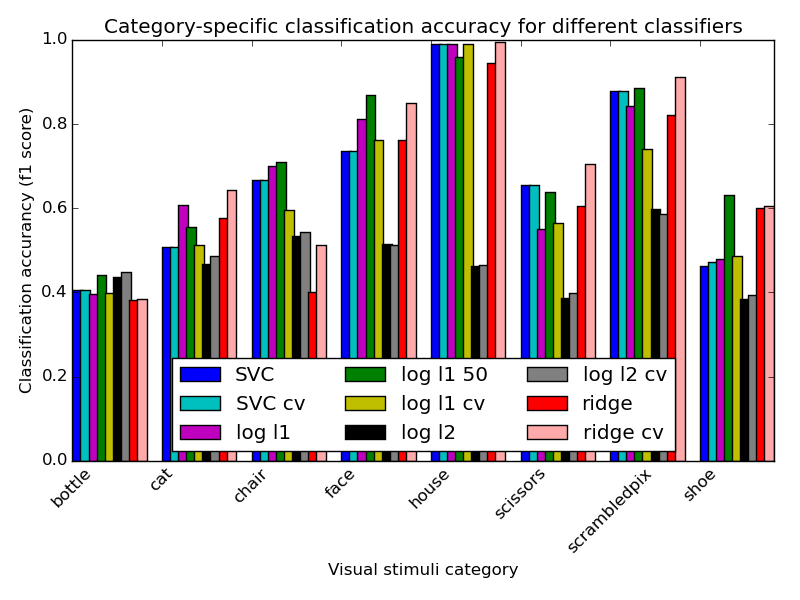 Category-specific classification accuracy for different classifiers
Classification accurancy (f1 score)
1.0
0.8
0.6
0.4
0.2
0.0
SVC
SVC cv
log l1
log l1 50
log l1 cv
log l2
log l2 cv
ridge
ridge cv
bottle
cat
chair
face
house
scissors
scrambledpix
shoe
Visual stimuli category